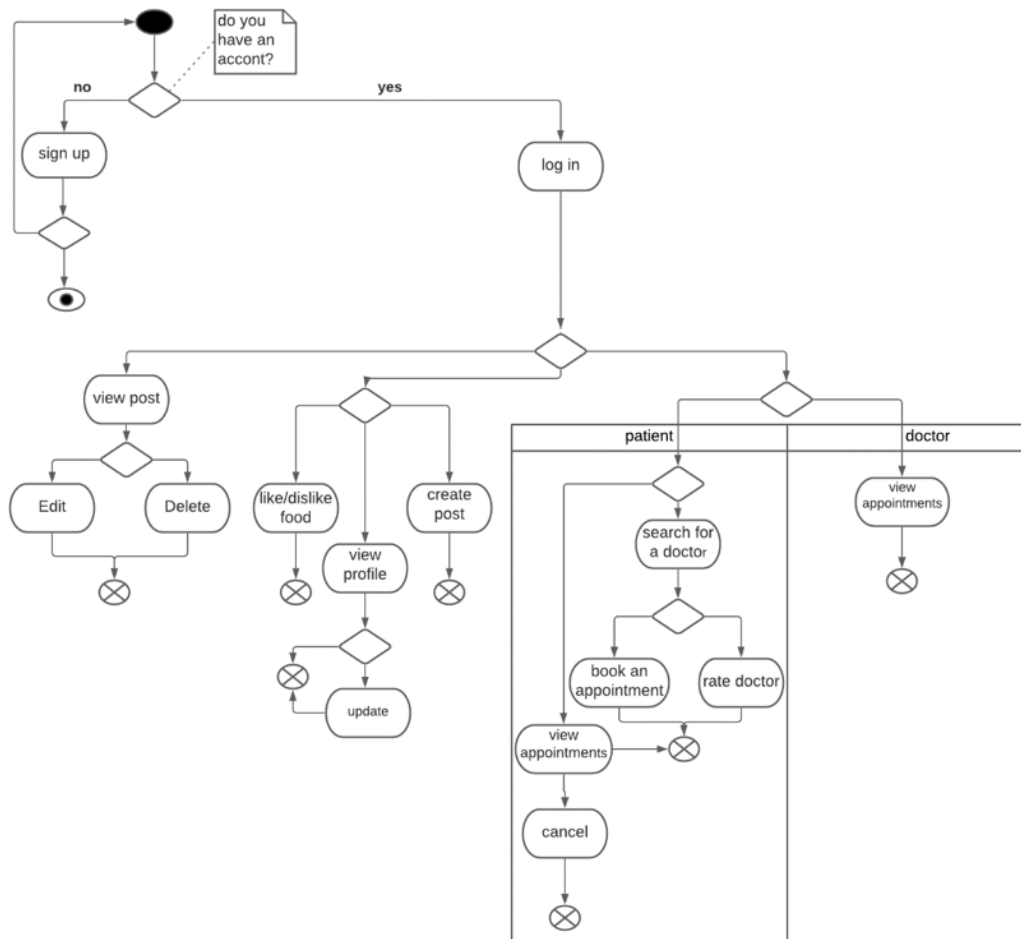 do you
have an
accont?
no
yes
sign up
log in
view post
patient
doctor
Edit
Delete
like/dislike
food
create
post
view
appointments
search for
a doctor
view
profile
book an
appointment
rate doctor
update
view
appointments
cancel